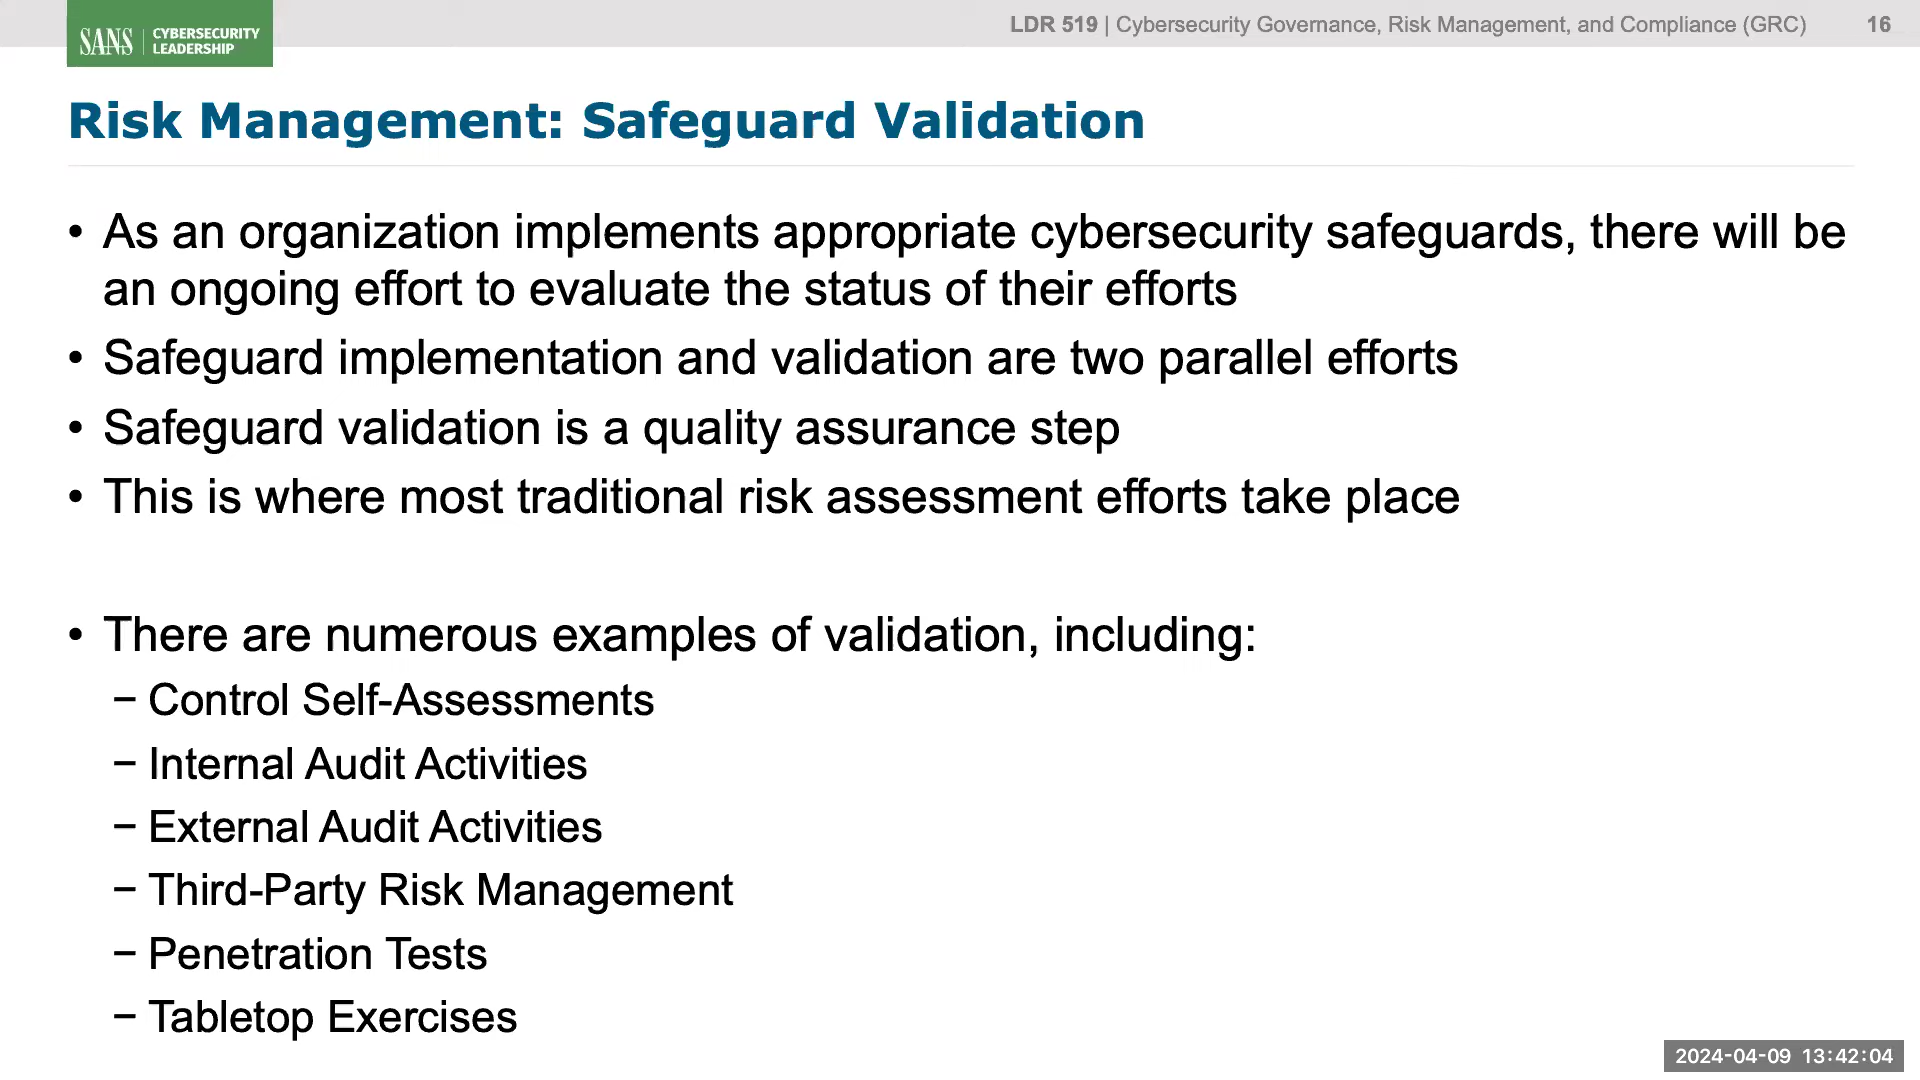 SANS | CYBERSECURITY LEADERSHIP
LDR 519 | Cybersecurity Governance, Risk Management, and Compliance (GRC) 16
Risk Management: Safeguard Validation
• As an organization implements appropriate cybersecurity safeguards, there will be
an ongoing effort to evaluate the status of their efforts
• Safeguard implementation and validation are two parallel efforts
• Safeguard validation is a quality assurance step
• This is where most traditional risk assessment efforts take place
• There are numerous examples of validation, including:
− Control Self-Assessments
− Internal Audit Activities
− External Audit Activities
− Third-Party Risk Management
− Penetration Tests
− Tabletop Exercises
2024-04-09 13:42:04